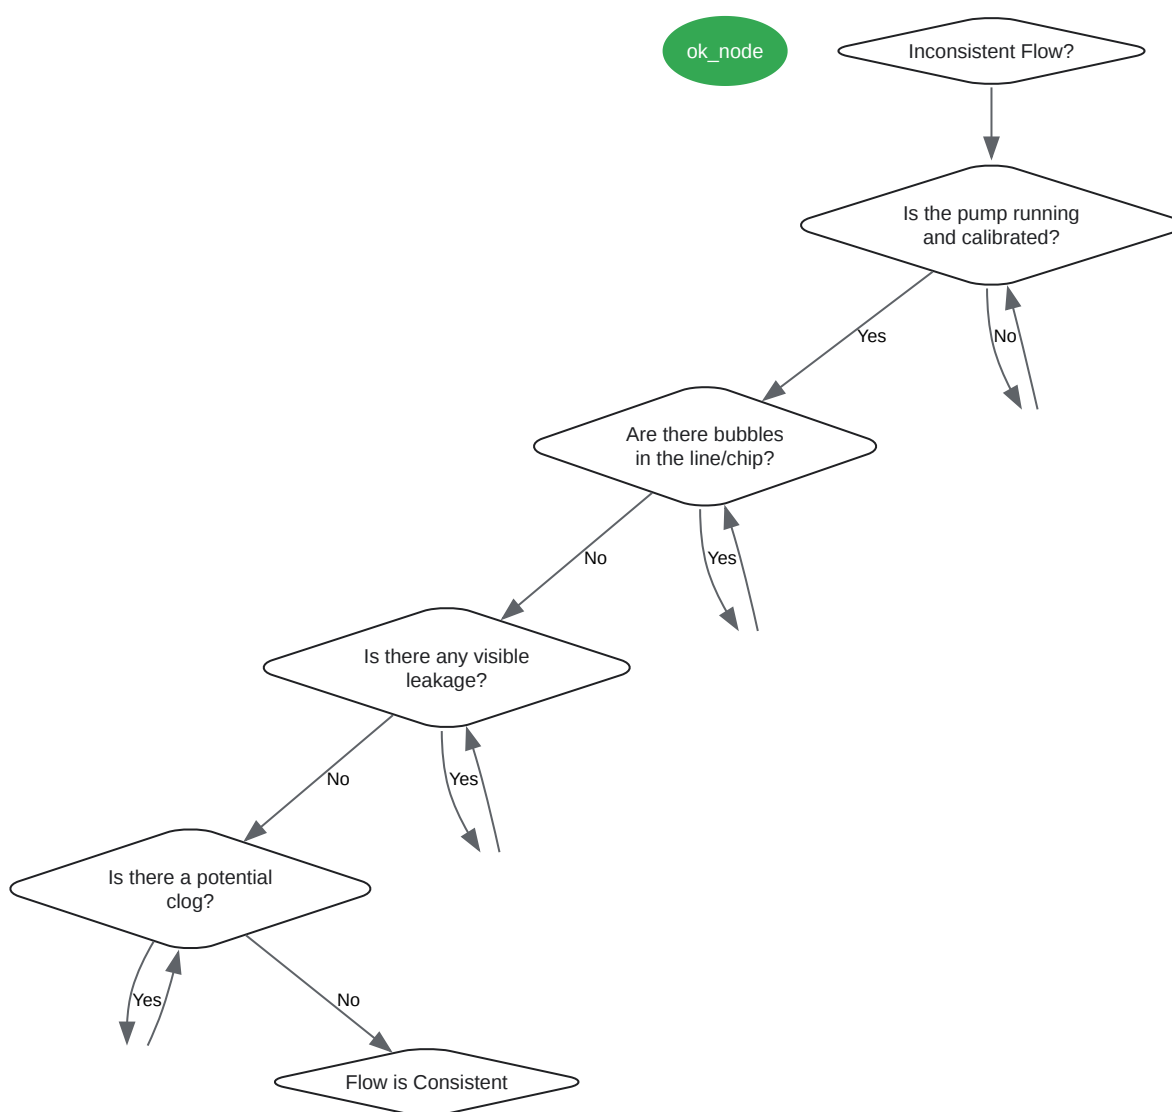 ok_node
Inconsistent Flow?
Is the pump running
and calibrated?
Yes
No
Are there bubbles
in the line/chip?
No
Yes
Is there any visible
leakage?
No
Yes
Is there a potential
clog?
Yes
No
Flow is Consistent